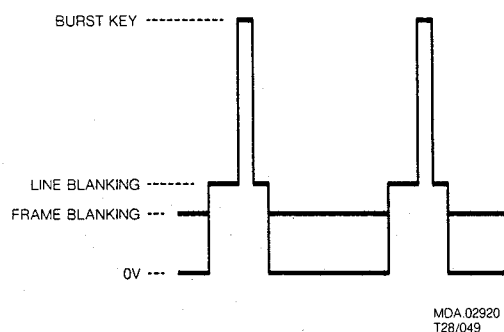 BURST KEY
LINE BLANKING
FRAME BLANKING
0V
MDA.02920
T28/049